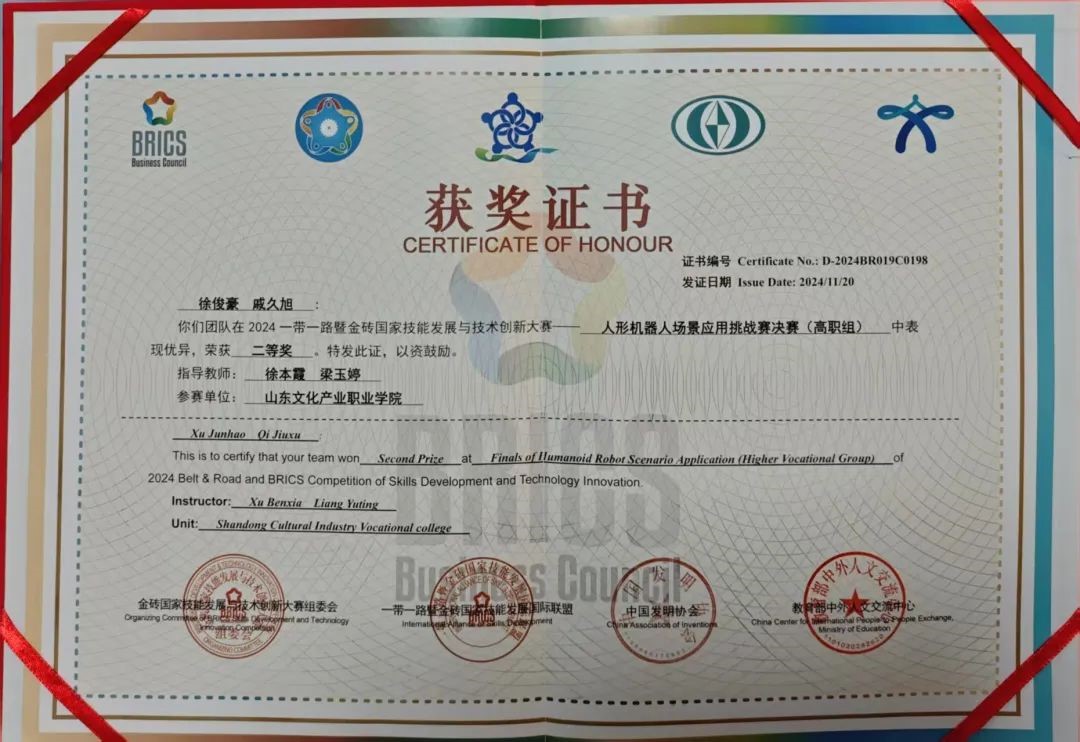 BRICS
Business Council
获奖证书
CERTIFICATE OF HONOUR
证书编号 Certificate No.: D-2024BR019C0198
发证日期 Issue Date: 2024/11/20
徐俊豪 戚久旭 :
你们团队在 2024 一带一路暨金砖国家技能发展与技术创新大赛——人形机器人场景应用挑战赛决赛（高职组）中表
现优异，荣获 二等奖 。特发此证，以资鼓励。
指导教师： 徐本霞 梁玉婷
参赛单位： 山东文化产业职业学院
Xu Junhao Qi Jiuxu :
This is to certify that your team won Second Prize at Finals of Humanoid Robot Scenario Application (Higher Vocational Group) of
2024 Belt & Road and BRICS Competition of Skills Development and Technology Innovation.
Instructor: Xu Benxia Liang Yuting
Unit: Shandong Cultural Industry Vocational college
BRICS
Business Council
金砖国家技能发展与技术创新大赛组委会
Organizing Committee of BRICS Skills Development and Technology
Innovation Competition
一带一路暨金砖国家技能发展国际联盟
International Alliance of Skills Development
中国发明协会
China Association of Inventions
教育部中外人文交流中心
China Center for International People to People Exchange,
Ministry of Education